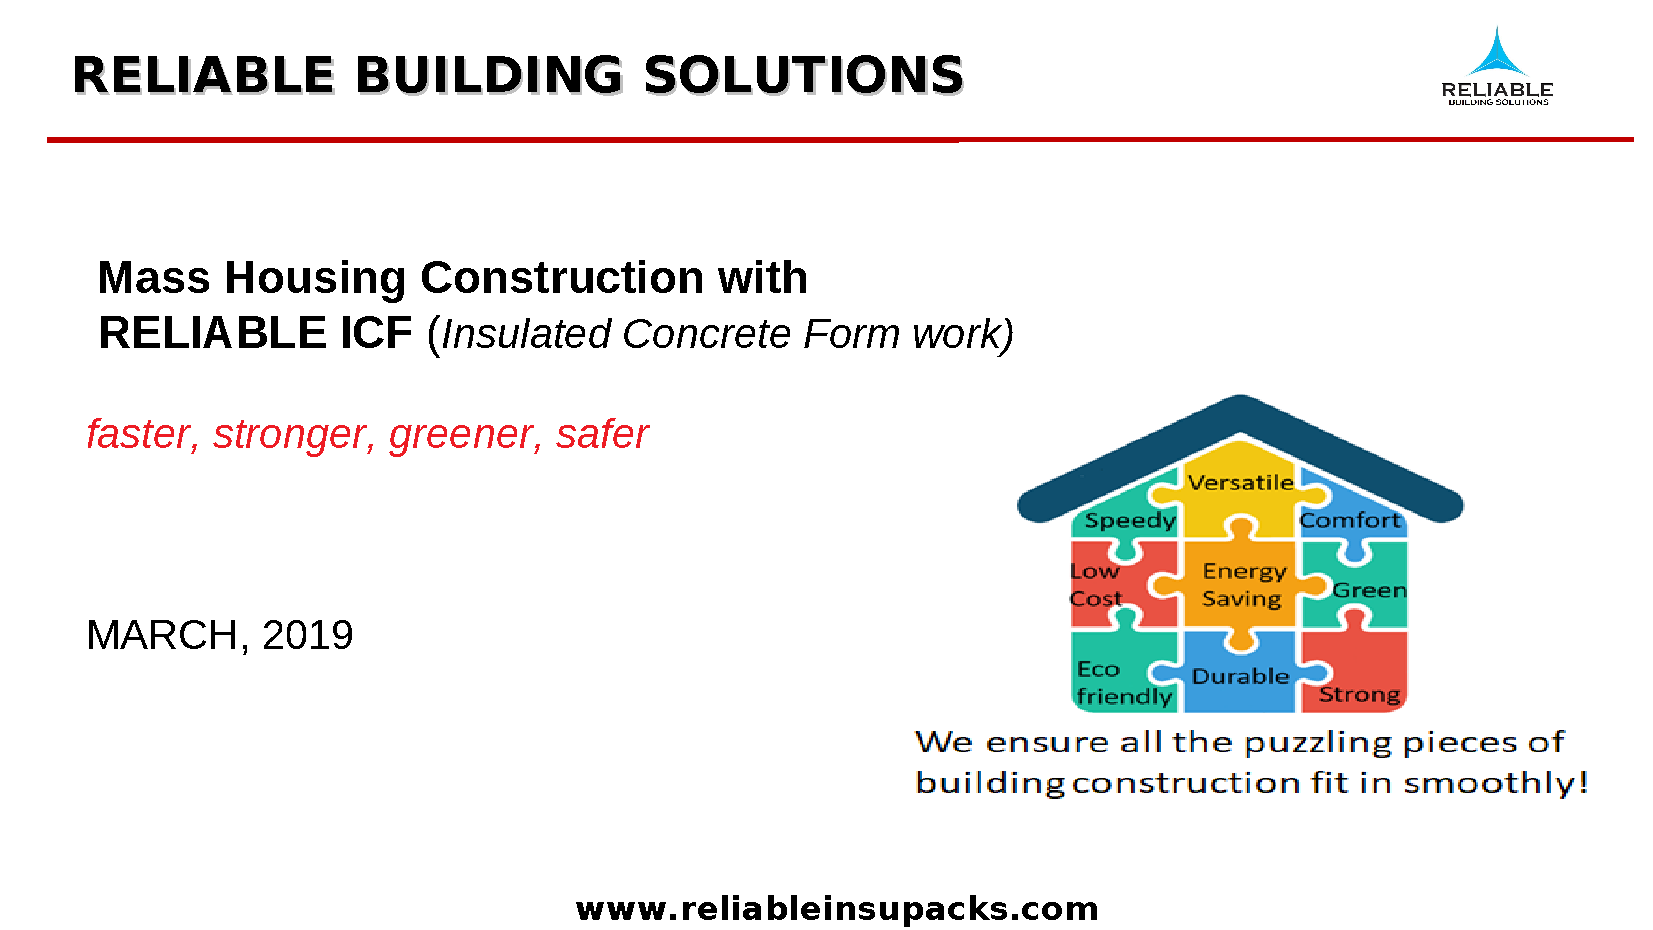 RELIABLE BUILDING SOLUTIONS
RELIABLE
BUILDING SOLUTIONS
Mass Housing Construction with
RELIABLE ICF (Insulated Concrete Form work)
faster, stronger, greener, safer
MARCH, 2019
Versatile
Speedy
Comfort
Low
Cost
Energy
Saving
Green
Eco
friendly
Durable
Strong
We ensure all the puzzling pieces of
building construction fit in smoothly!
www.reliableinsupacks.com